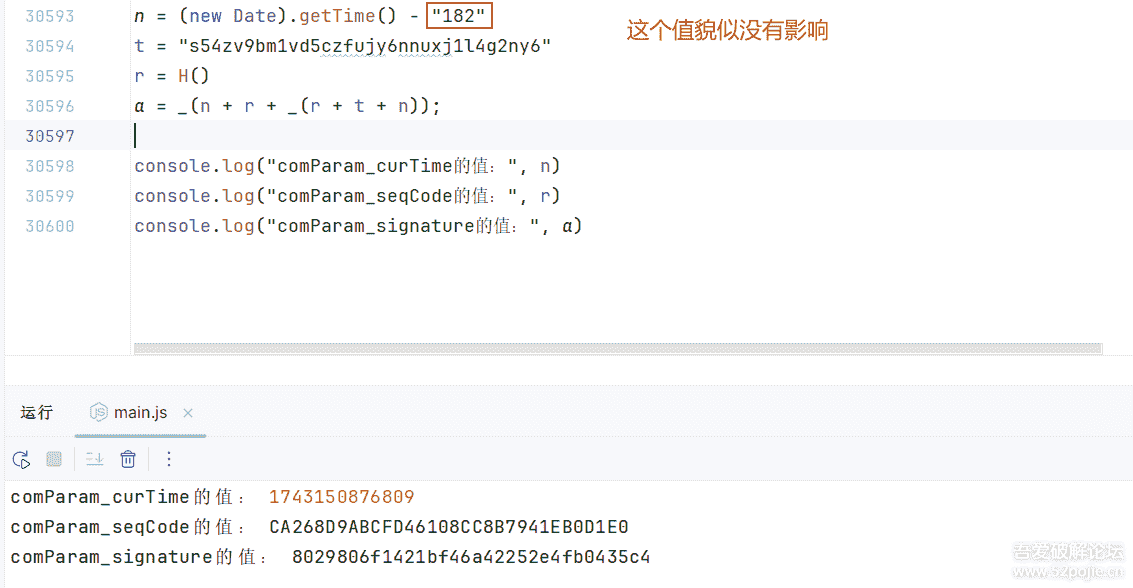 30593 n = (new Date).getTime() - "182"
这个值貌似没有影响
30594 t = "s54zv9bm1vd5czfujy6nnuxj1l4g2ny6"
30595 r = H()
30596 a = _(n + r + _(r + t + n));
30597
30598 console.log("comParam_curTime的值：", n)
30599 console.log("comParam_seqCode的值：", r)
30600 console.log("comParam_signature的值：", a)
运行 JS main.js ×
comParam_curTime的值： 1743150876809
comParam_seqCode的值： CA268D9ABCFD46108CC8B7941EB0D1E0
comParam_signature的值： 8029806f1421bf46a42252e4fb0435c4
吾爱破解论坛
www.52pojie.cn